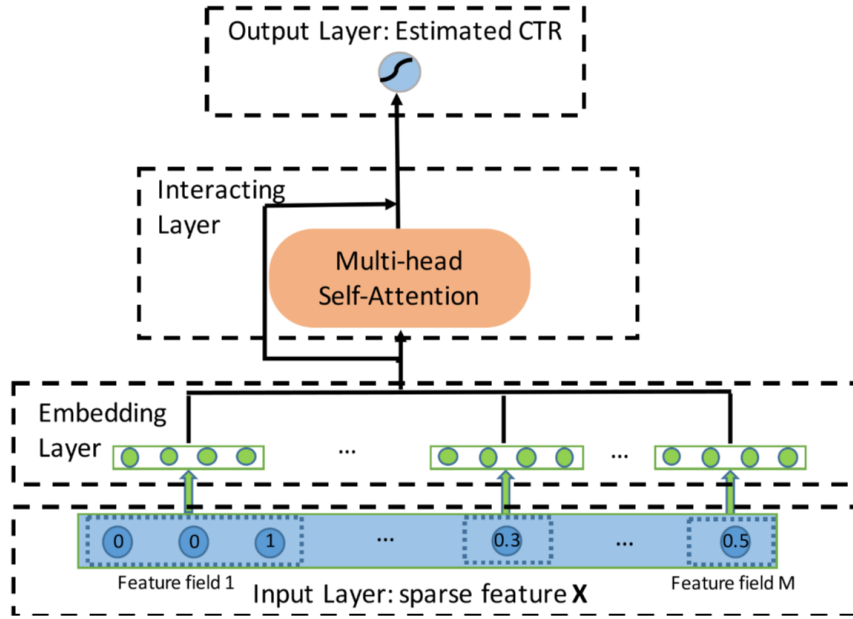 Output Layer: Estimated CTR
Interacting
Layer
Multi-head
Self-Attention
Embedding
Layer
... ...
0 0 1 ... 0.3 ... 0.5
Feature field 1 Feature field M
Input Layer: sparse feature X